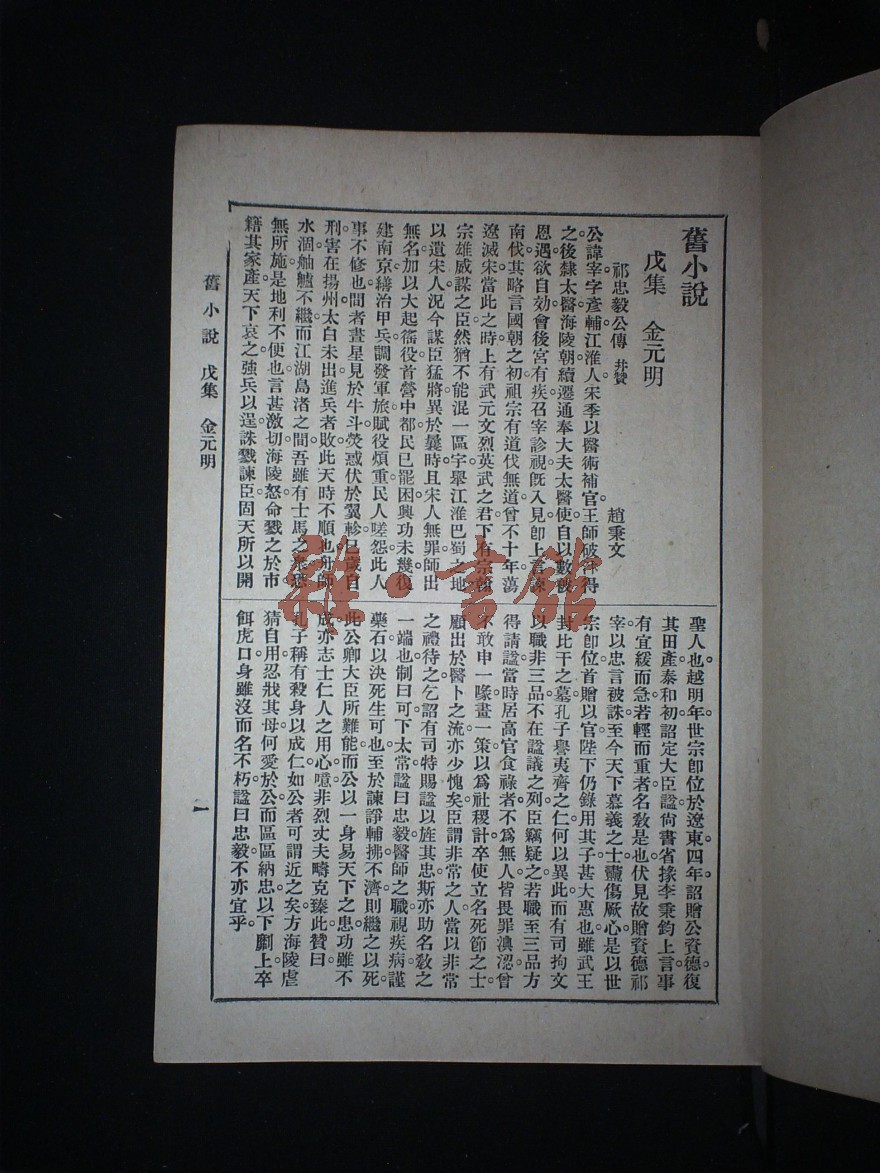 舊小說
戊集　金元明
祁忠毅公傳 并贊
趙秉文
公諱宰字彥輔江淮人宋季以醫術補官王師破汴得
之後隸太醫海陵朝續遷通奉大夫太醫使自以數被
恩遇欲自効會後宮有疾召宰診視旣入見卽上言諫
南伐其略言國朝之初祖宗有道伐無道曾不十年蕩
遼滅宋當此之時上有武元文烈英武之君下有宗翰
宗雄威謀之臣然猶不能混一區宇舉江淮巴蜀之地
以遺宋人況今謀臣猛將異於曩時且宋人無罪師出
無名加以大起徭役首營中都民已罷困興功未幾復
建南京繕治甲兵調發軍旅賦役煩重民人嗟怨此人
事不修也間者晝星見於牛斗熒惑伏於翼軫巳歲自
刑害在揚州太白未出進兵者敗此天時不順也舟師
水涸舳艫不繼而江湖島渚之間吾雖有士馬之衆恐
無所施是地利不便也言甚激切海陵怒命戮之於市
籍其家產天下哀之強兵以逞誅戮諫臣固天所以開
聖人也越明年世宗卽位於遼東四年詔贈公資德復
其田產泰和初詔定大臣謚尙書省掾李秉鈞上言事
有宜緩而急若輕而重者名敎是也伏見故贈資德祁
宰以忠言被誅至今天下慕義之士盡傷厥心是以世
宗卽位首贈以官陛下仍錄用其子甚大惠也雖武王
封比干之墓孔子譽夷齊之仁何以異此而有司拘文
以職非三品不在謚議之列臣竊疑之若職至三品方
得請謚當時居高官食祿者不爲無人皆畏罪淟涊曾
不敢申一喙畫一策以爲社稷計卒使立名死節之士
顧出於醫卜之流亦少愧矣臣謂非常之人當以非常
之禮待之乞詔有司特賜謚以旌其忠斯亦助名敎之
一端也制曰可下太常謚曰忠毅醫師之職視疾病謹
藥石以決死生可也至於諫諍輔拂不濟則繼之以死
此公卿大臣所難能而公以一身易天下之患功雖不
成亦志士仁人之用心噫非烈丈夫疇克臻此贊曰
孔子稱有殺身以成仁如公者可謂近之矣方海陵虐
猜自用忍戕其母何愛於公而區區納忠以下劘上卒
餌虎口身雖沒而名不朽謚曰忠毅不亦宜乎
舊小說　戊集　金元明
一
雜·書館